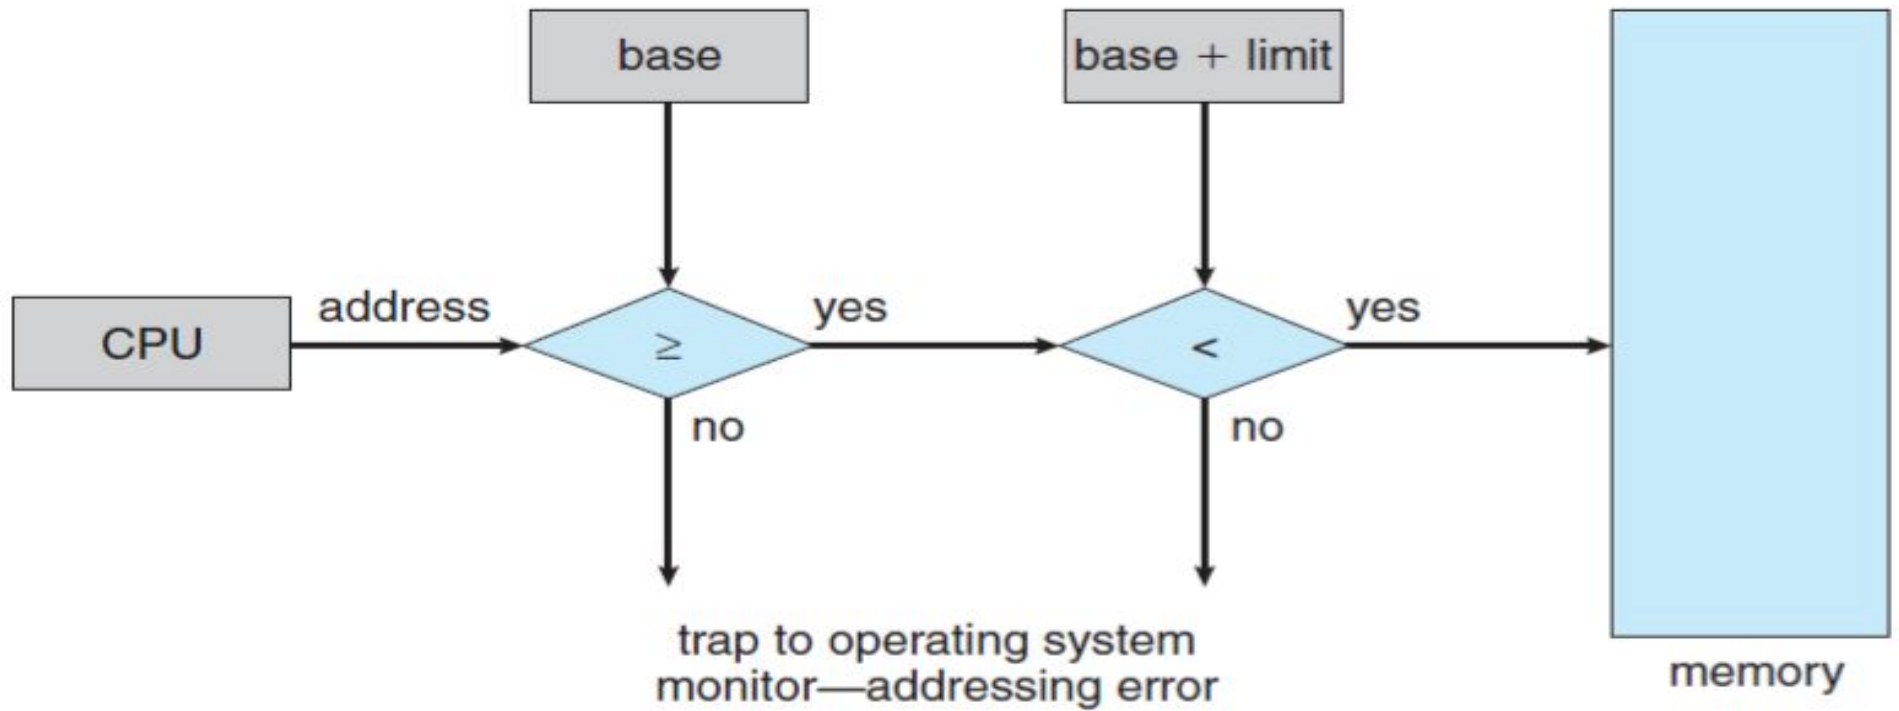 base
base + limit
CPU
address
≥
yes
<
yes
no
no
trap to operating system
monitor—addressing error
memory